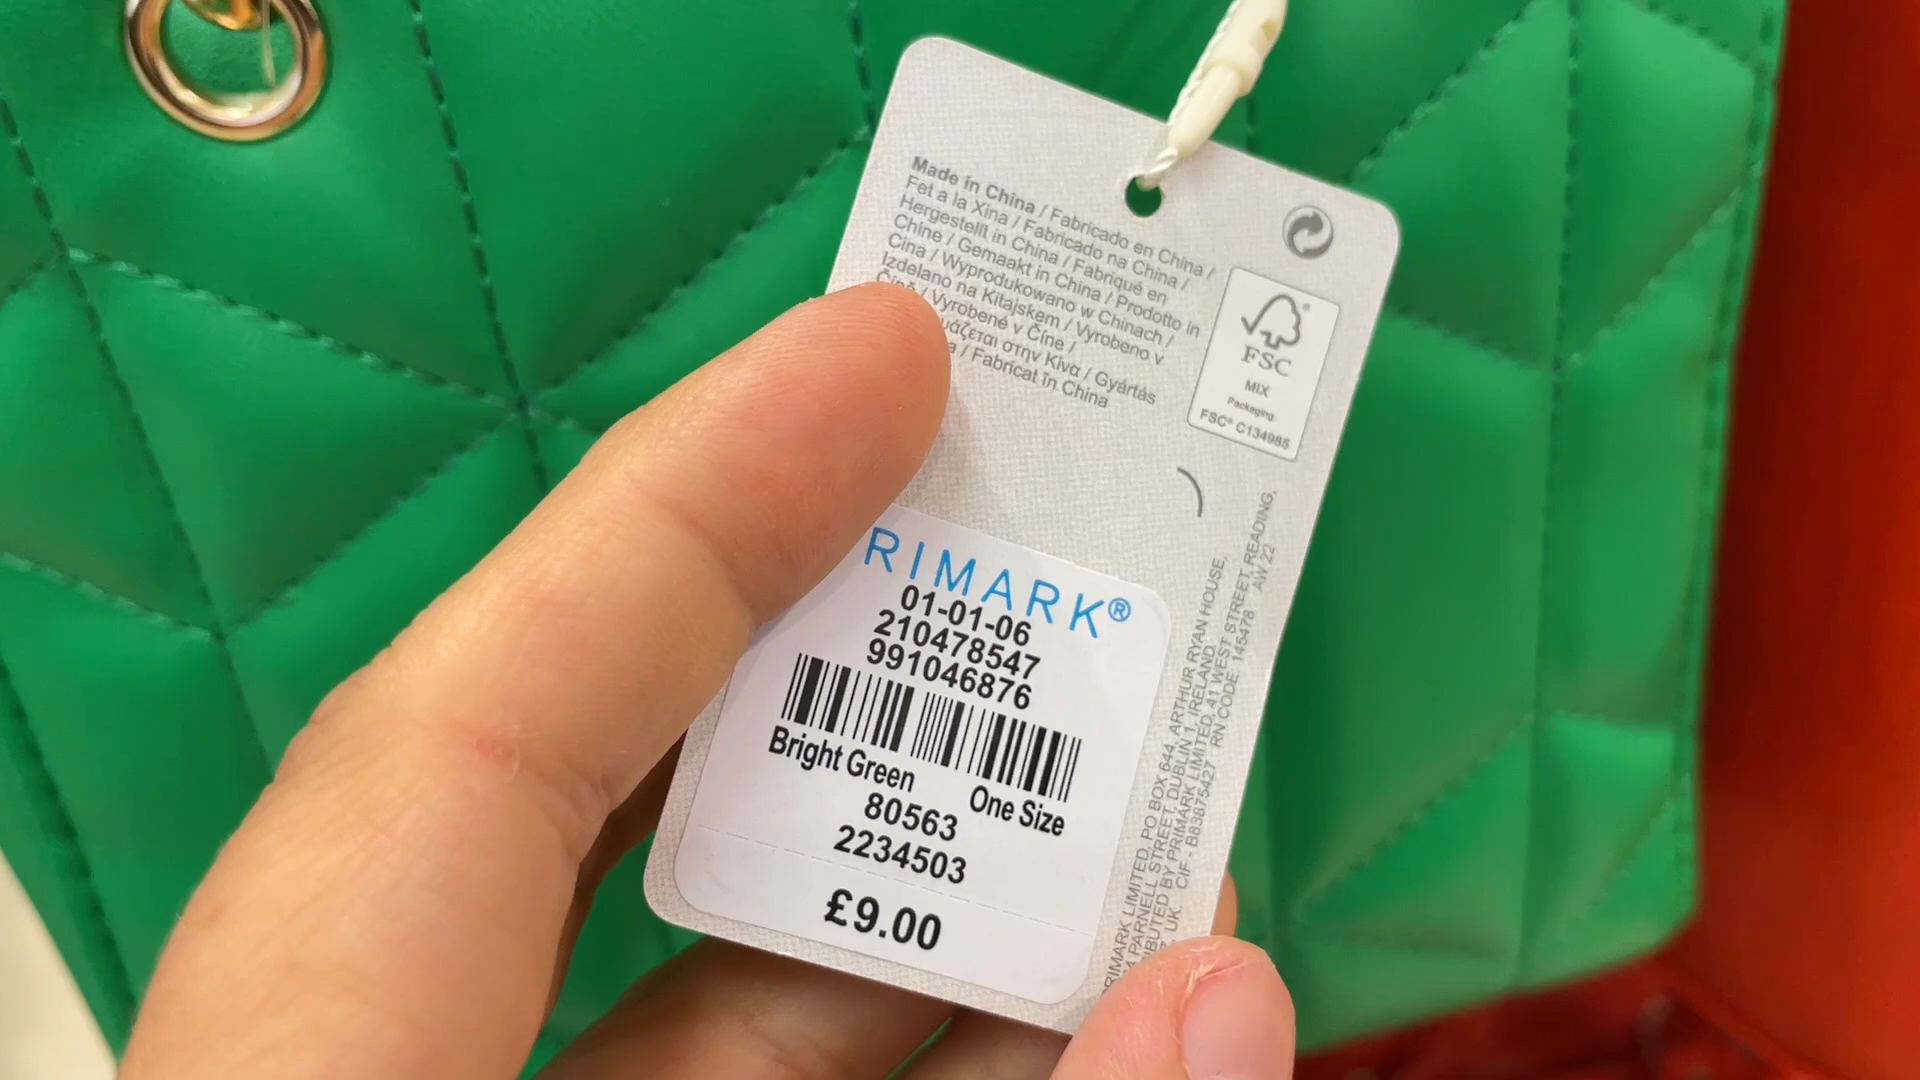 Made in China / Fabricado en China /
Fet a la Xina / Fabricado na China /
Hergestellt in China / Fabriqué en
Chine / Gemaakt in China / Prodotto in
Cina / Wyprodukowano w Chinach /
Izdelano na Kitajskem / Vyrobeno v
/ Vyrobené v Číne /
στην Κίνα / Gyártás
/ Fabricat în China
FSC®
MIX
Packaging
FSC® C134985
RIMARK®
01-01-06
210478547
991046876
Bright Green One Size
80563
2234503
£9.00
PRIMARK LIMITED, PO BOX 644, ARTHUR RYAN HOUSE,
PARNELL STREET, DUBLIN 1, IRELAND
BY PRIMARK LIMITED, 41 WEST STREET, READING,
UK. CIF - B83875427 RN CODE: 145478 AW 22